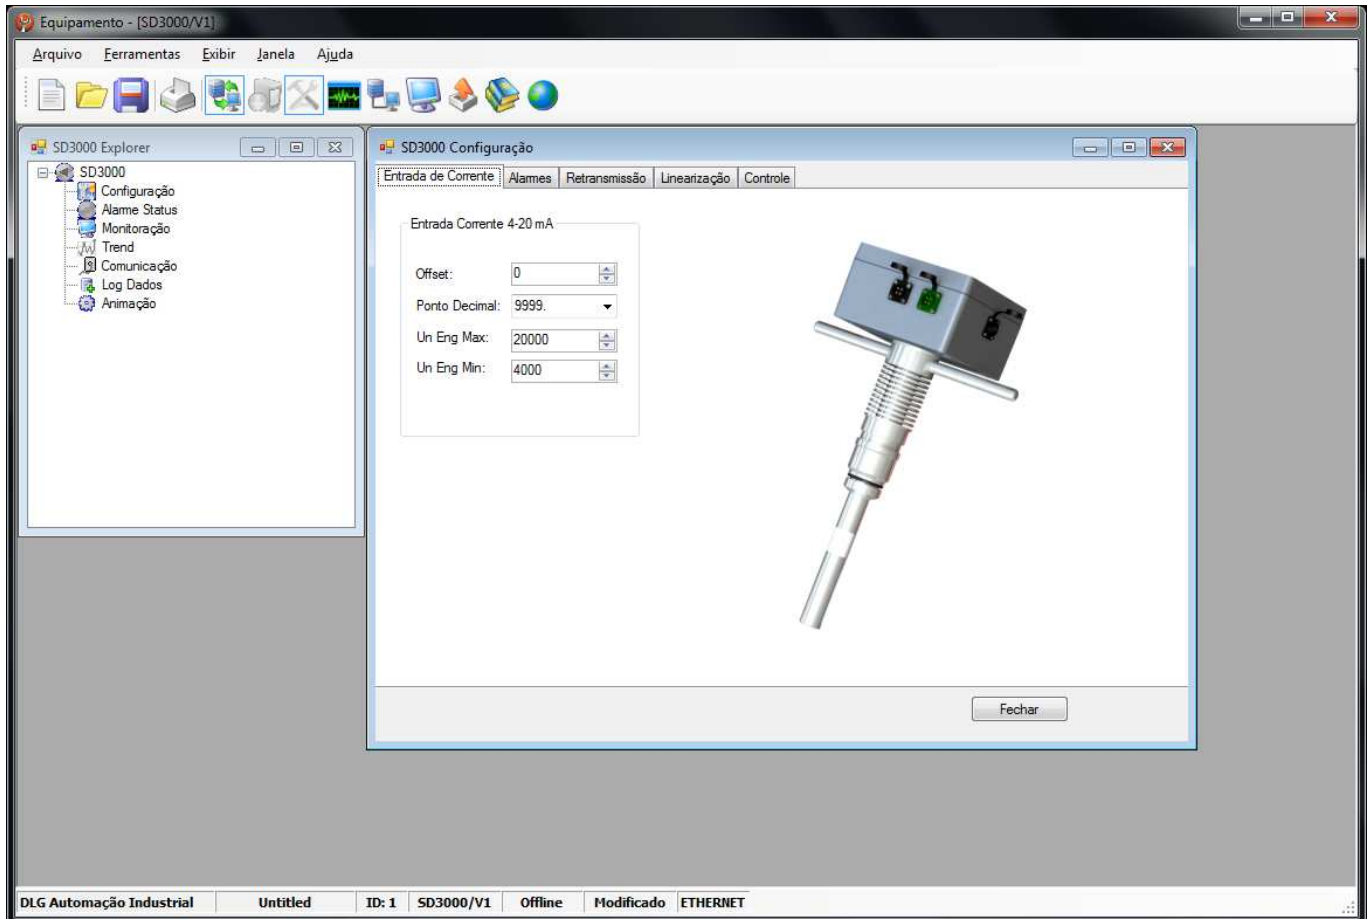 Equipamento - [SD3000/V1]
Arquivo Ferramentas Exibir Janela Ajuda
SD3000 Explorer
SD3000
Configuração
Alarme Status
Monitoração
Trend
Comunicação
Log Dados
Animação
SD3000 Configuração
Entrada de Corrente Alarmes Retransmissão Linearização Controle
Entrada Corrente 4-20 mA
Offset: 0
Ponto Decimal: 9999.
Un Eng Max: 20000
Un Eng Min: 4000
Fechar
DLG Automação Industrial Untitled ID: 1 SD3000/V1 Offline Modificado ETHERNET